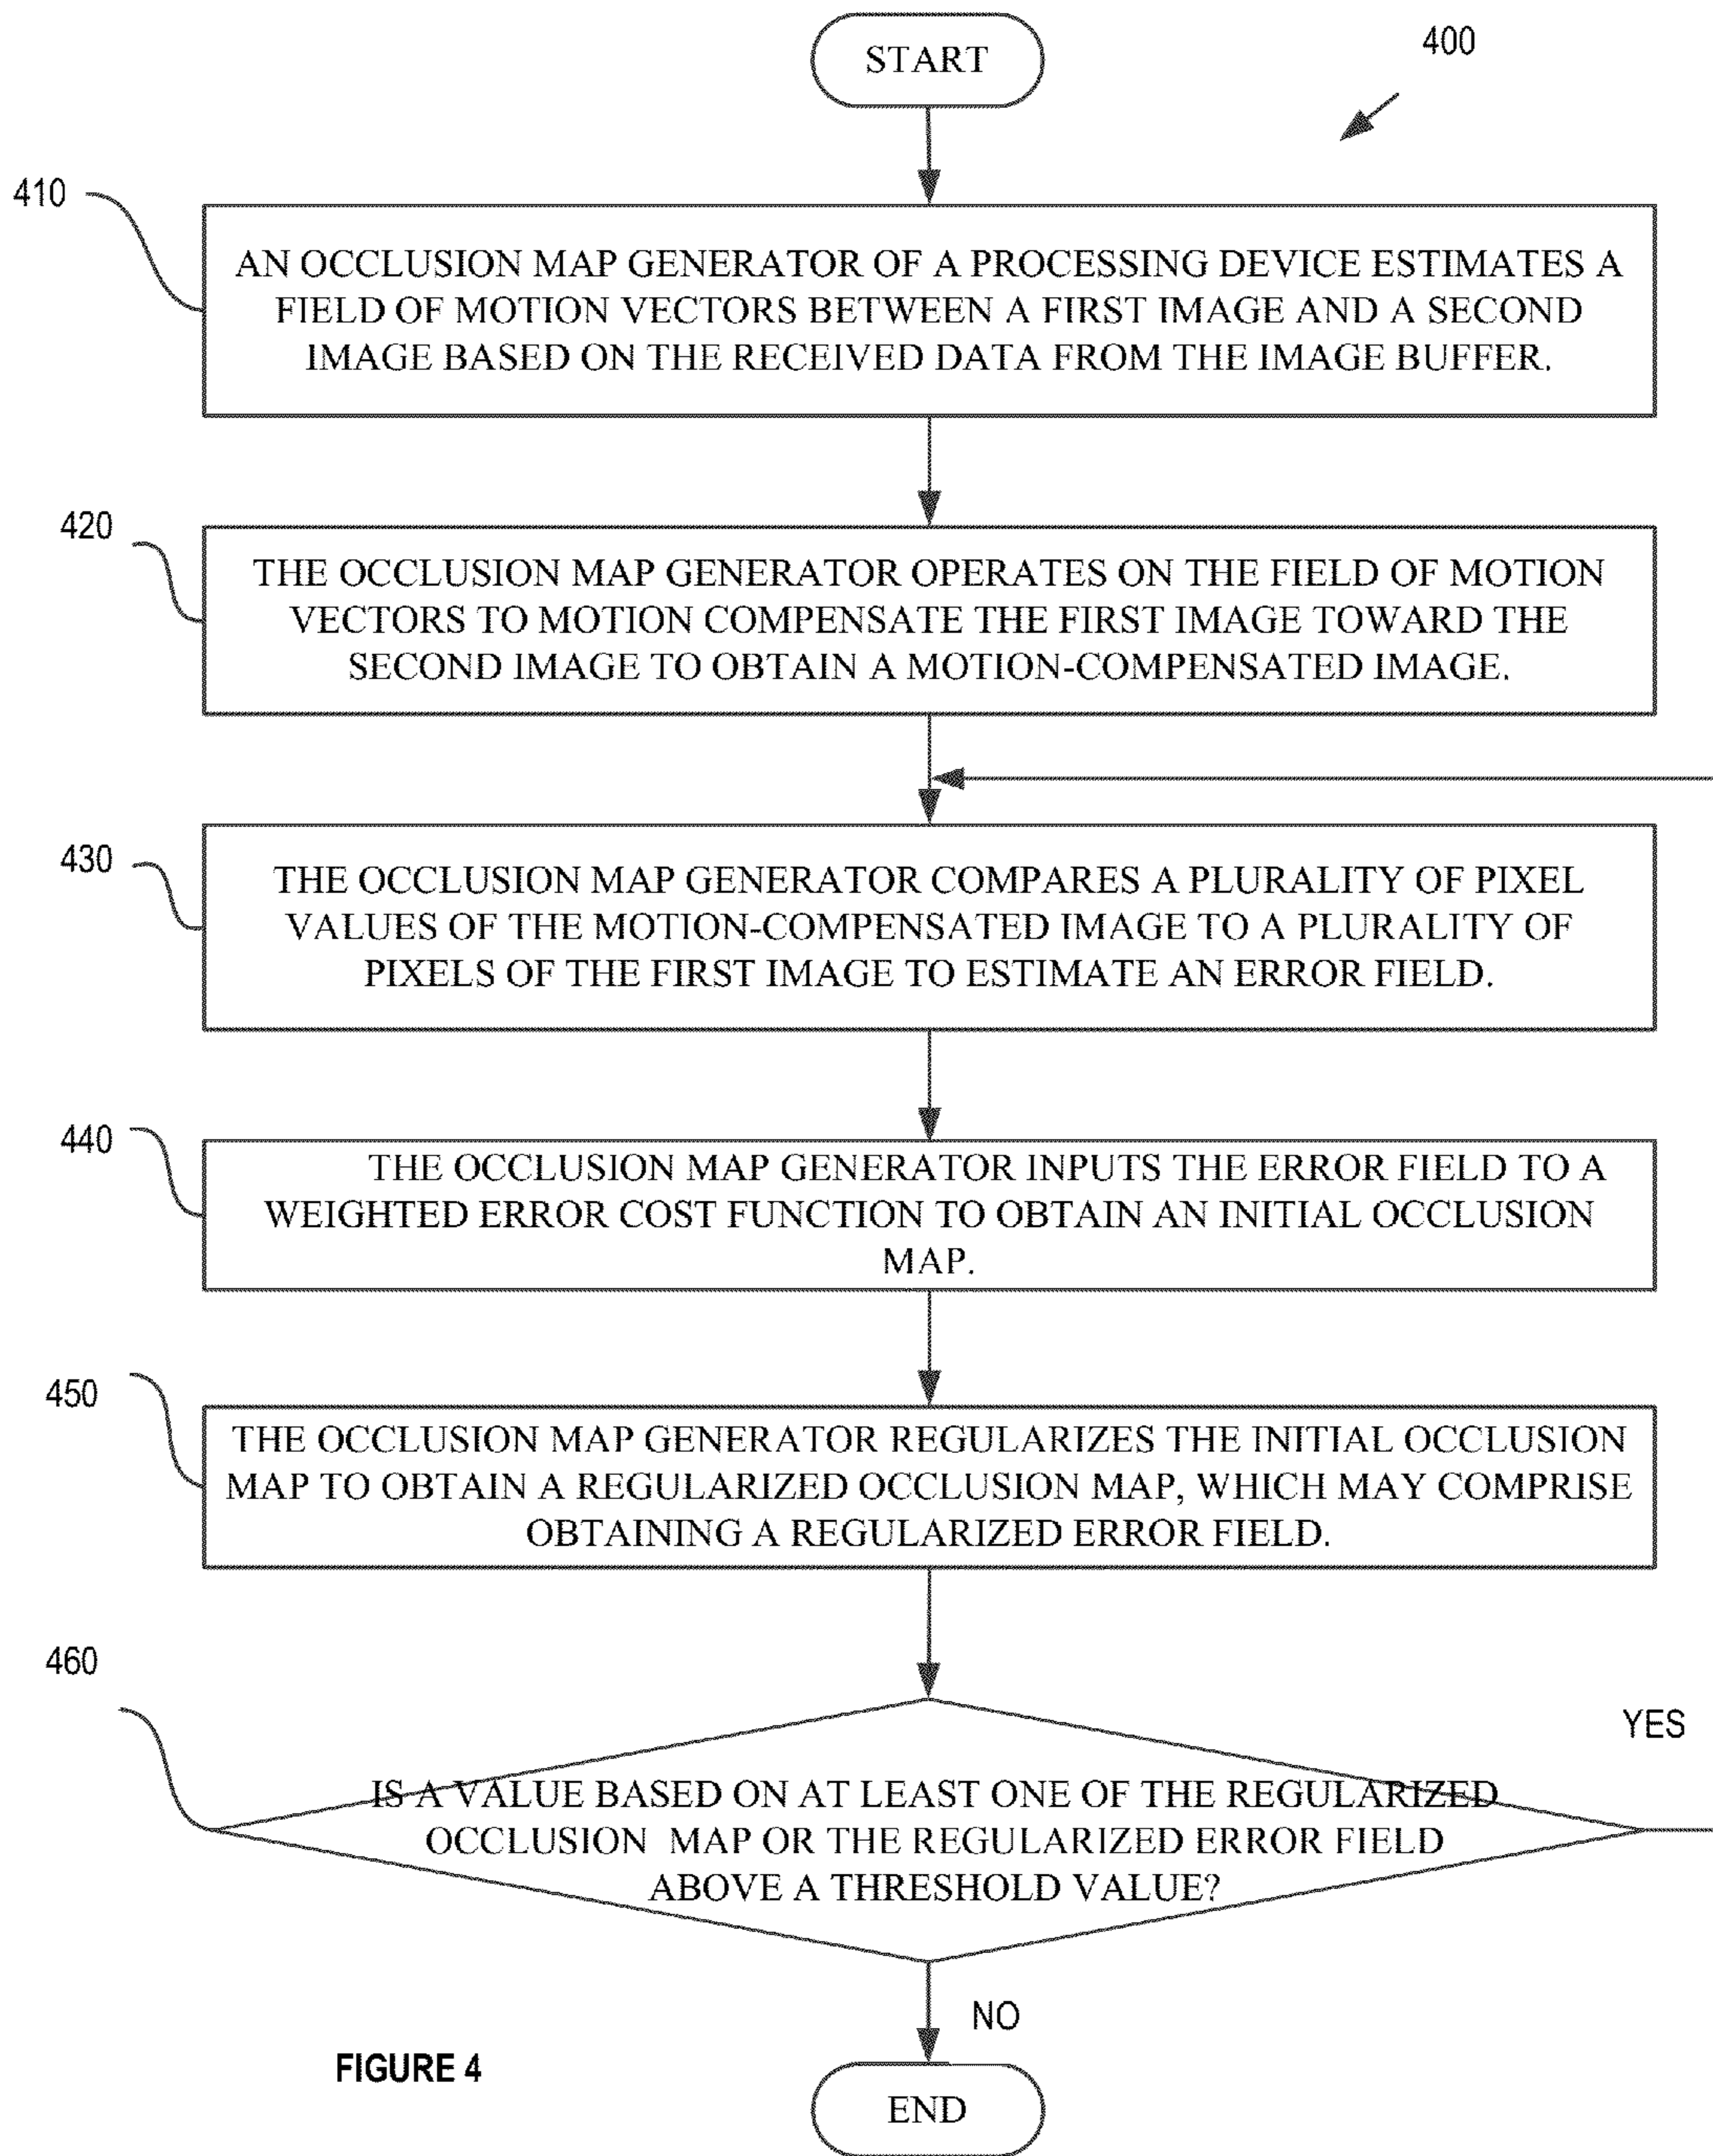 START
400
410
AN OCCLUSION MAP GENERATOR OF A PROCESSING DEVICE ESTIMATES A
FIELD OF MOTION VECTORS BETWEEN A FIRST IMAGE AND A SECOND
IMAGE BASED ON THE RECEIVED DATA FROM THE IMAGE BUFFER.
420
THE OCCLUSION MAP GENERATOR OPERATES ON THE FIELD OF MOTION
VECTORS TO MOTION COMPENSATE THE FIRST IMAGE TOWARD THE
SECOND IMAGE TO OBTAIN A MOTION-COMPENSATED IMAGE.
430
THE OCCLUSION MAP GENERATOR COMPARES A PLURALITY OF PIXEL
VALUES OF THE MOTION-COMPENSATED IMAGE TO A PLURALITY OF
PIXELS OF THE FIRST IMAGE TO ESTIMATE AN ERROR FIELD.
440
THE OCCLUSION MAP GENERATOR INPUTS THE ERROR FIELD TO A
WEIGHTED ERROR COST FUNCTION TO OBTAIN AN INITIAL OCCLUSION
MAP.
450
THE OCCLUSION MAP GENERATOR REGULARIZES THE INITIAL OCCLUSION
MAP TO OBTAIN A REGULARIZED OCCLUSION MAP, WHICH MAY COMPRISE
OBTAINING A REGULARIZED ERROR FIELD.
460
YES
IS A VALUE BASED ON AT LEAST ONE OF THE REGULARIZED
OCCLUSION MAP OR THE REGULARIZED ERROR FIELD
ABOVE A THRESHOLD VALUE?
NO
FIGURE 4
END